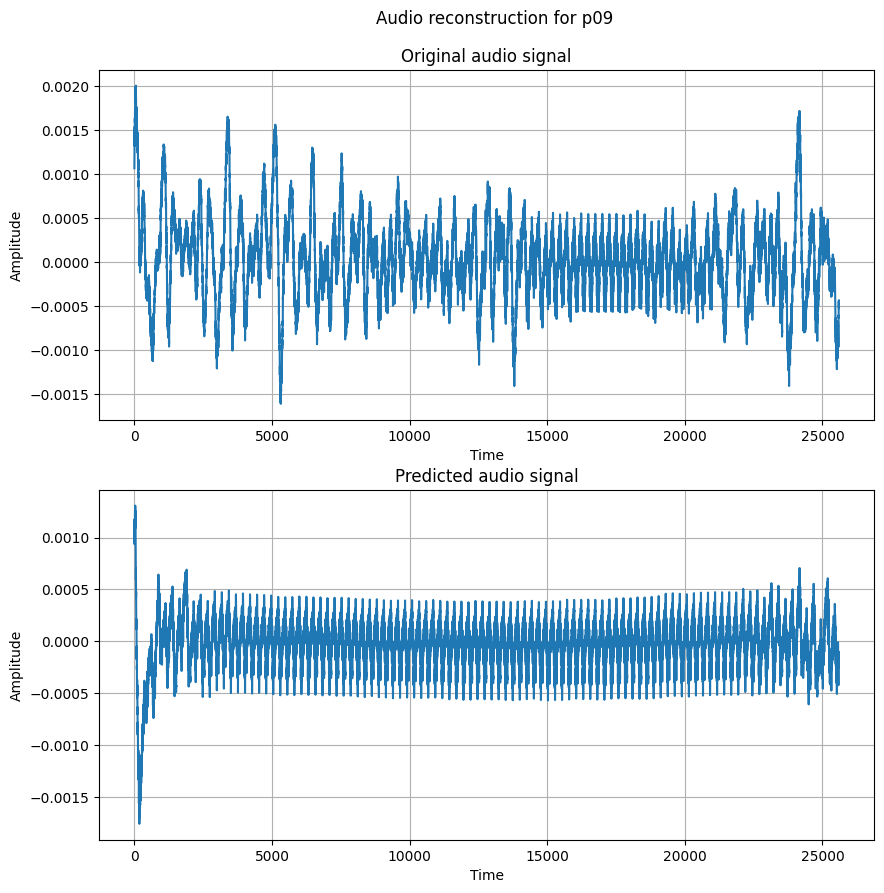 Audio reconstruction for p09
Original audio signal
0.0020
0.0015
0.0010
0.0005
0.0000
−0.0005
−0.0010
−0.0015
Amplitude
0 5000 10000 15000 20000 25000
Time
Predicted audio signal
0.0010
0.0005
0.0000
−0.0005
−0.0010
−0.0015
Amplitude
0 5000 10000 15000 20000 25000
Time